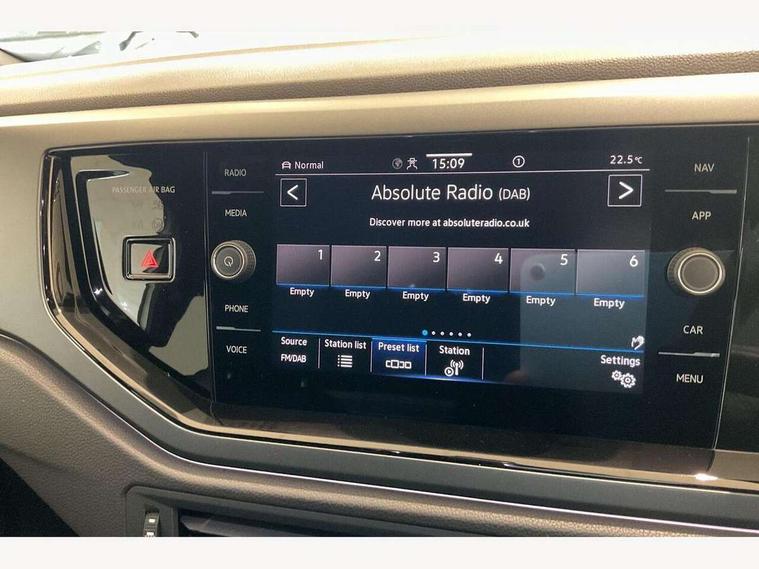 PASSENGER AIR BAG
RADIO
MEDIA
PHONE
VOICE
Normal
15:09
1
22.5°C
<
Absolute Radio (DAB)
>
Discover more at absoluteradio.co.uk
1 2 3 4 5 6
Empty Empty Empty Empty Empty Empty
Source Station list Preset list Station Settings
FM/DAB
NAV
APP
CAR
MENU